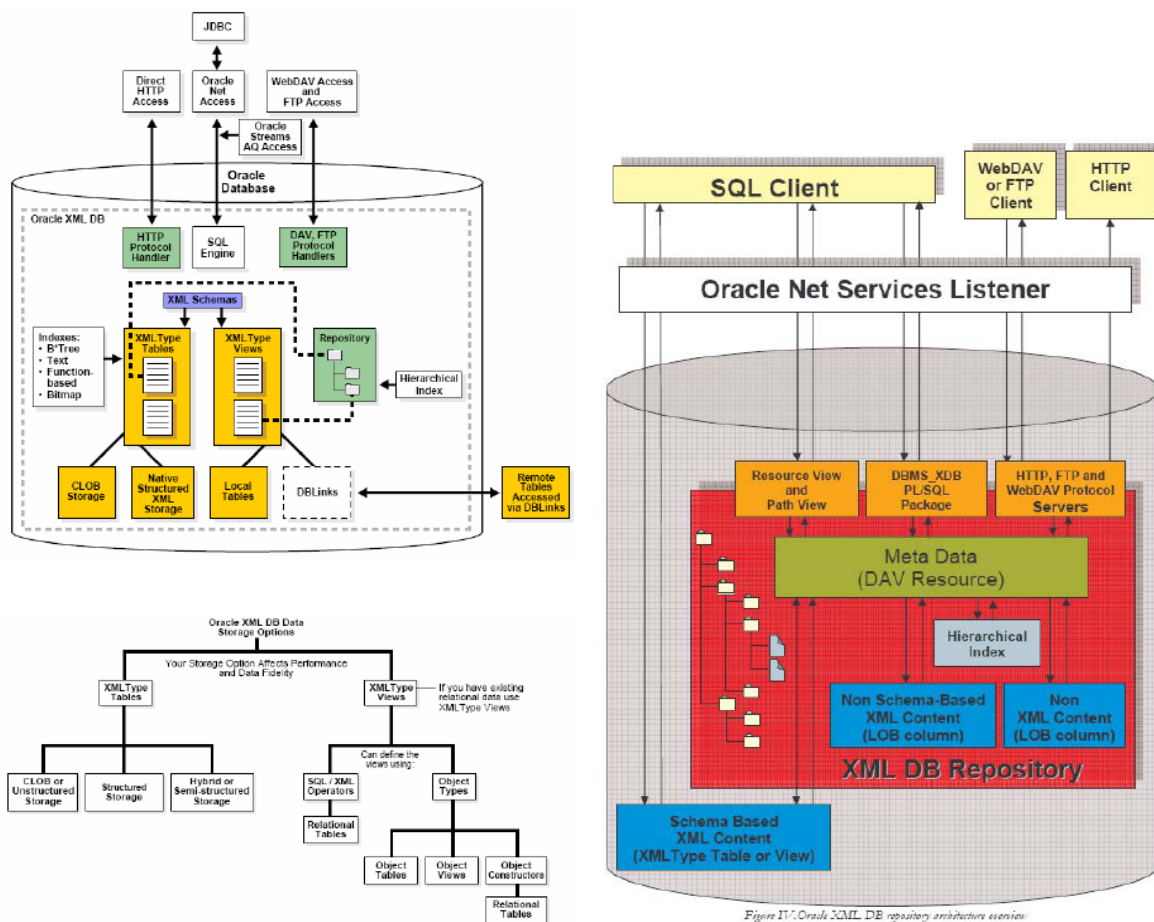 JDBC
Direct
HTTP
Access
Oracle
Net
Access
WebDAV Access
and
FTP Access
Oracle
Streams
AQ Access
Oracle
Database
Oracle XML DB
HTTP
Protocol
Handler
SQL
Engine
DAV, FTP
Protocol
Handlers
XML Schemas
Indexes:
• B*Tree
• Text
• Function-
based
• Bitmap
XMLType
Tables
XMLType
Views
Repository
Hierarchical
Index
CLOB
Storage
Native
Structured
XML
Storage
Local
Tables
DBLinks
Remote
Tables
Accessed
via DBLinks
Oracle XML DB Data
Storage Options
Your Storage Option Affects Performance
and Data Fidelity
XMLType
Tables
XMLType
Views
If you have existing
relational data use
XMLType Views
CLOB or
Unstructured
Storage
Structured
Storage
Hybrid or
Semi-structured
Storage
Can define the
views using:
SQL / XML
Operators
Object
Types
Relational
Tables
Object
Tables
Object
Views
Object
Constructors
Relational
Tables
SQL Client
WebDAV
or FTP
Client
HTTP
Client
Oracle Net Services Listener
Resource View
and
Path View
DBMS_XDB
PL/SQL
Package
HTTP, FTP and
WebDAV Protocol
Servers
Meta Data
(DAV Resource)
Hierarchical
Index
Non Schema-Based
XML Content
(LOB column)
Non
XML Content
(LOB column)
XML DB Repository
Schema Based
XML Content
(XMLType Table or View)
Figure IV. Oracle XML DB repository architecture overview